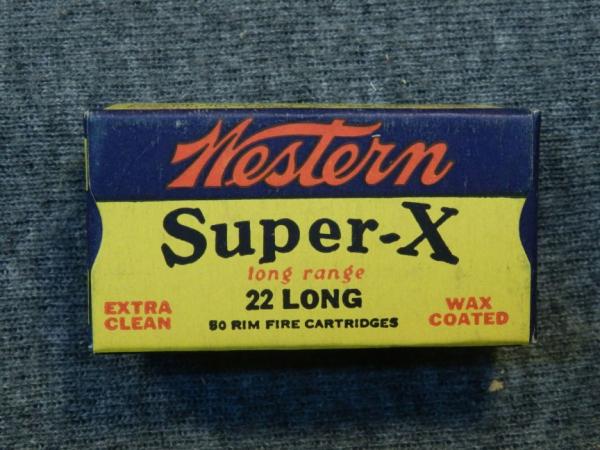 Western
Super-X
long range
22 LONG
EXTRA CLEAN
50 RIM FIRE CARTRIDGES
WAX COATED